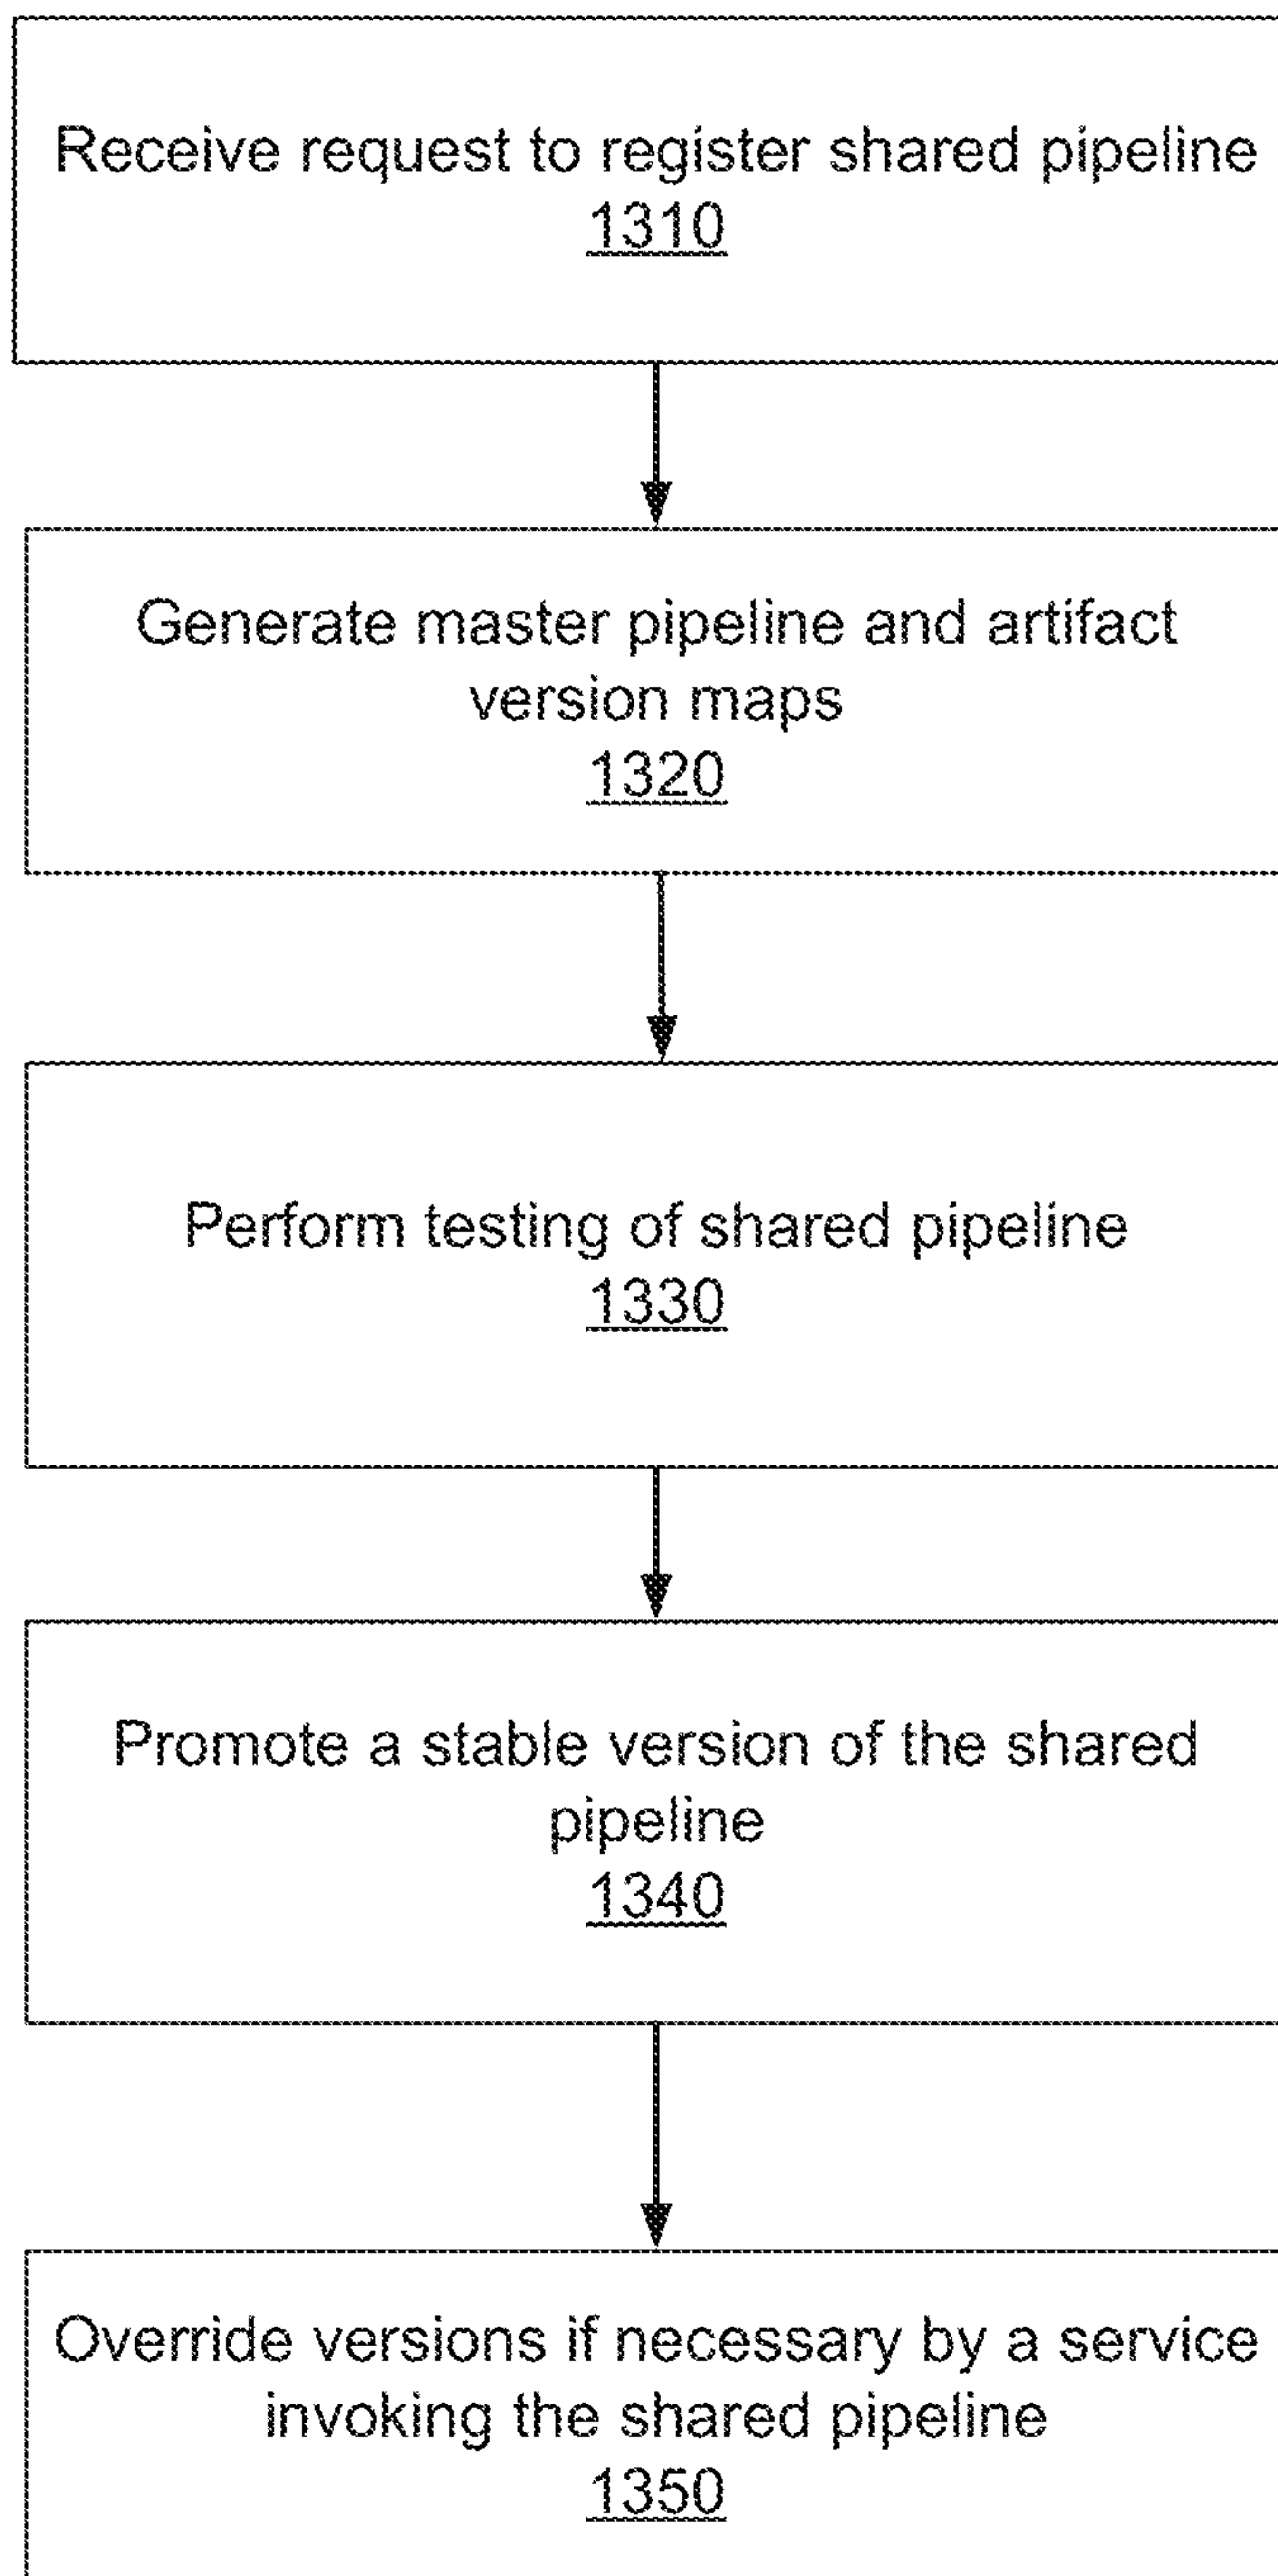 Receive request to register shared pipeline
1310
Generate master pipeline and artifact
version maps
1320
Perform testing of shared pipeline
1330
Promote a stable version of the shared
pipeline
1340
Override versions if necessary by a service
invoking the shared pipeline
1350